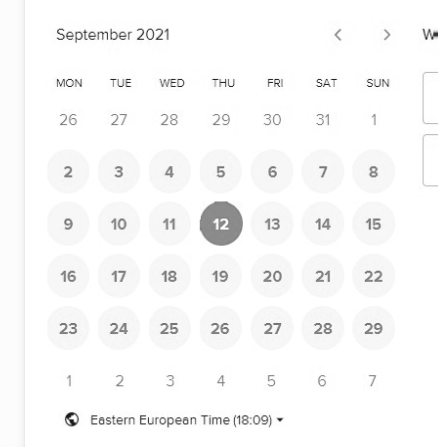 September 2021
MON TUE WED THU FRI SAT SUN
26 27 28 29 30 31 1
2 3 4 5 6 7 8
9 10 11 12 13 14 15
16 17 18 19 20 21 22
23 24 25 26 27 28 29
1 2 3 4 5 6 7
Eastern European Time (18:09)